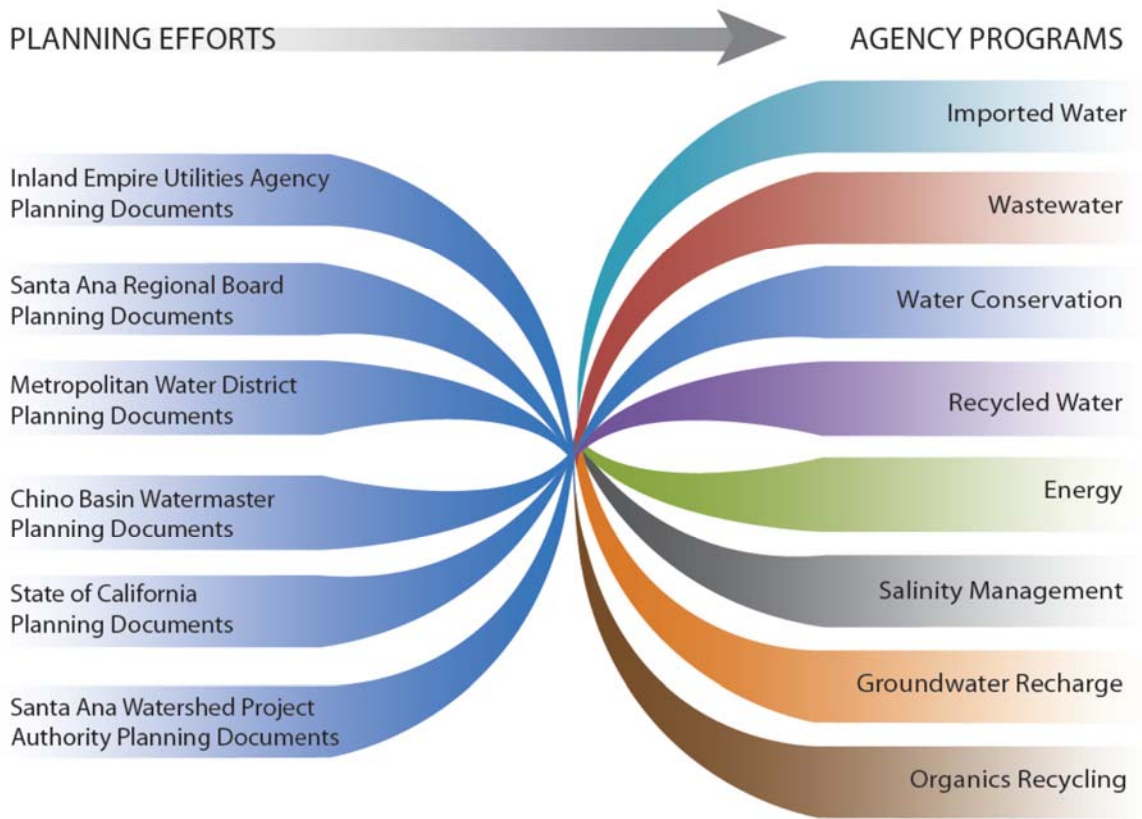 PLANNING EFFORTS
AGENCY PROGRAMS
Inland Empire Utilities Agency
Planning Documents
Santa Ana Regional Board
Planning Documents
Metropolitan Water District
Planning Documents
Chino Basin Watermaster
Planning Documents
State of California
Planning Documents
Santa Ana Watershed Project
Authority Planning Documents
Imported Water
Wastewater
Water Conservation
Recycled Water
Energy
Salinity Management
Groundwater Recharge
Organics Recycling